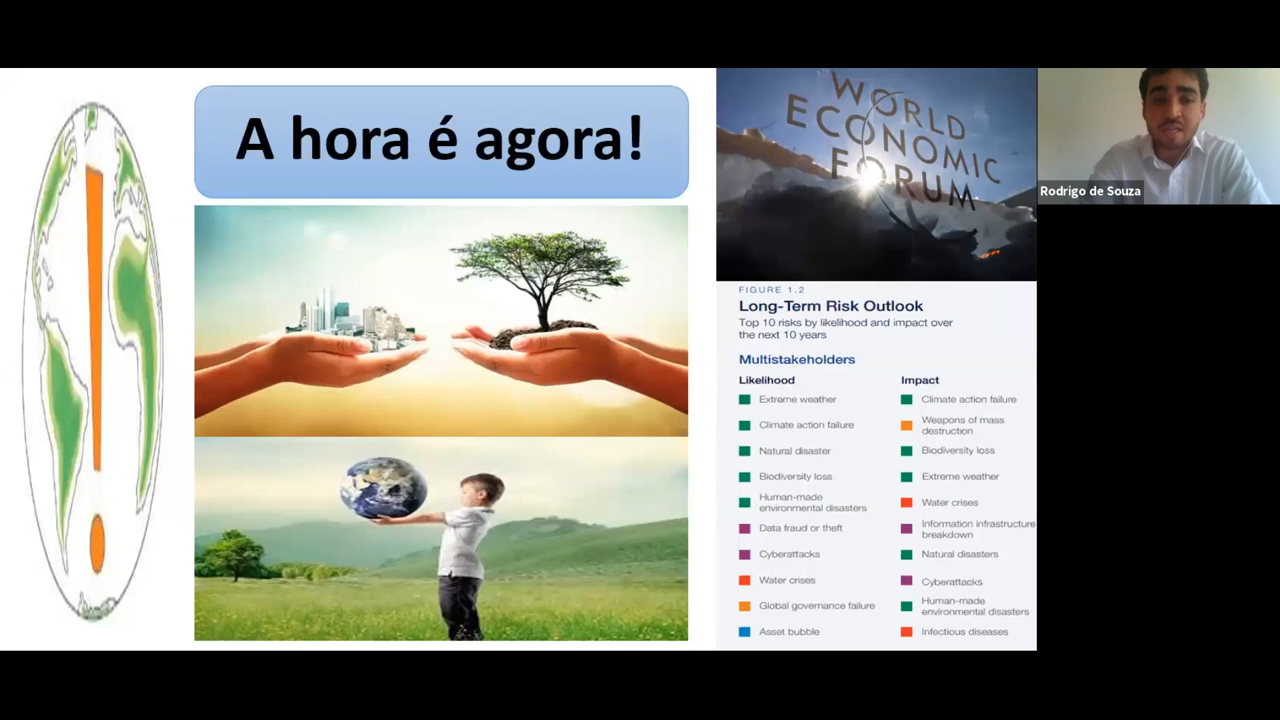 A hora é agora!
WORLD
ECONOMIC
FORUM
Rodrigo de Souza
FIGURE 1.2
Long-Term Risk Outlook
Top 10 risks by likelihood and impact over
the next 10 years
Multistakeholders
Likelihood
Extreme weather
Climate action failure
Natural disaster
Biodiversity loss
Human-made
environmental disasters
Data fraud or theft
Cyberattacks
Water crises
Global governance failure
Asset bubble
Impact
Climate action failure
Weapons of mass
destruction
Biodiversity loss
Extreme weather
Water crises
Information infrastructure
breakdown
Natural disasters
Cyberattacks
Human-made
environmental disasters
Infectious diseases